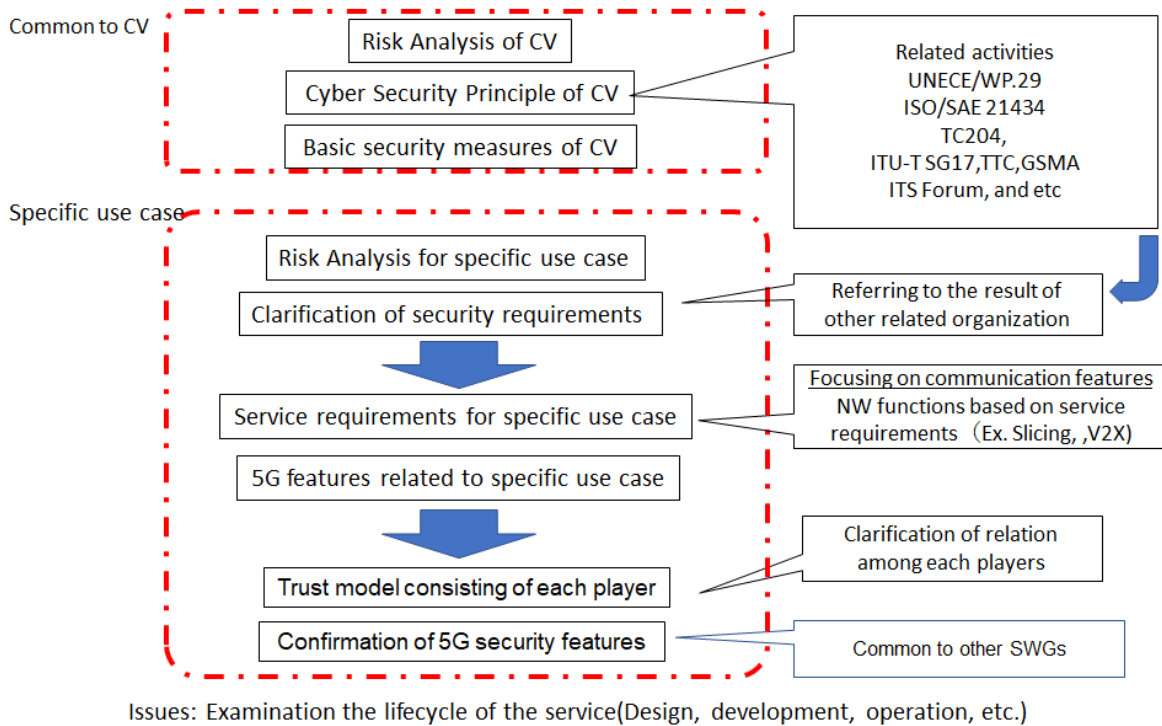 Common to CV
Risk Analysis of CV
Cyber Security Principle of CV
Basic security measures of CV
Related activities
UNECE/WP.29
ISO/SAE 21434
TC204,
ITU-T SG17,TTC,GSMA
ITS Forum, and etc
Specific use case
Risk Analysis for specific use case
Clarification of security requirements
Referring to the result of
other related organization
Service requirements for specific use case
Focusing on communication features
NW functions based on service
requirements（Ex. Slicing, ,V2X)
5G features related to specific use case
Clarification of relation
among each players
Trust model consisting of each player
Confirmation of 5G security features
Common to other SWGs
Issues: Examination the lifecycle of the service(Design, development, operation, etc.)